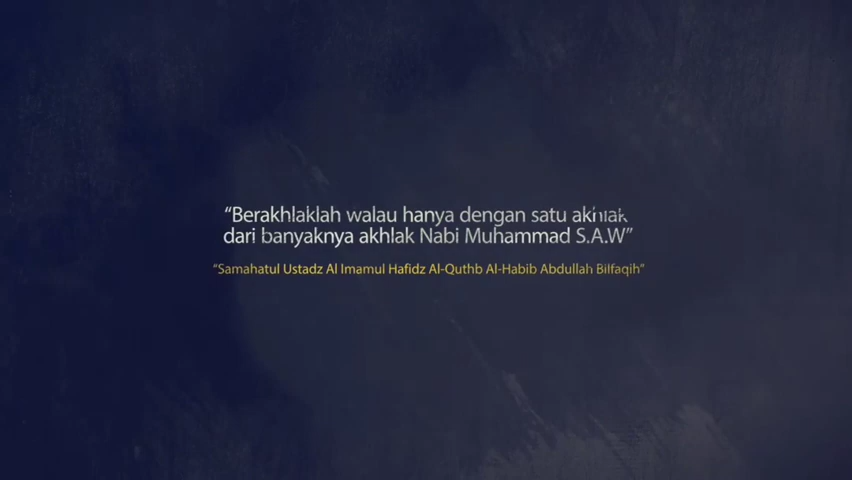 “Berakhlaklah walau hanya dengan satu akhlak
dari banyaknya akhlak Nabi Muhammad S.A.W”
“Samahatul Ustadz Al Imamul Hafidz Al-Quthb Al-Habib Abdullah Bilfaqih”